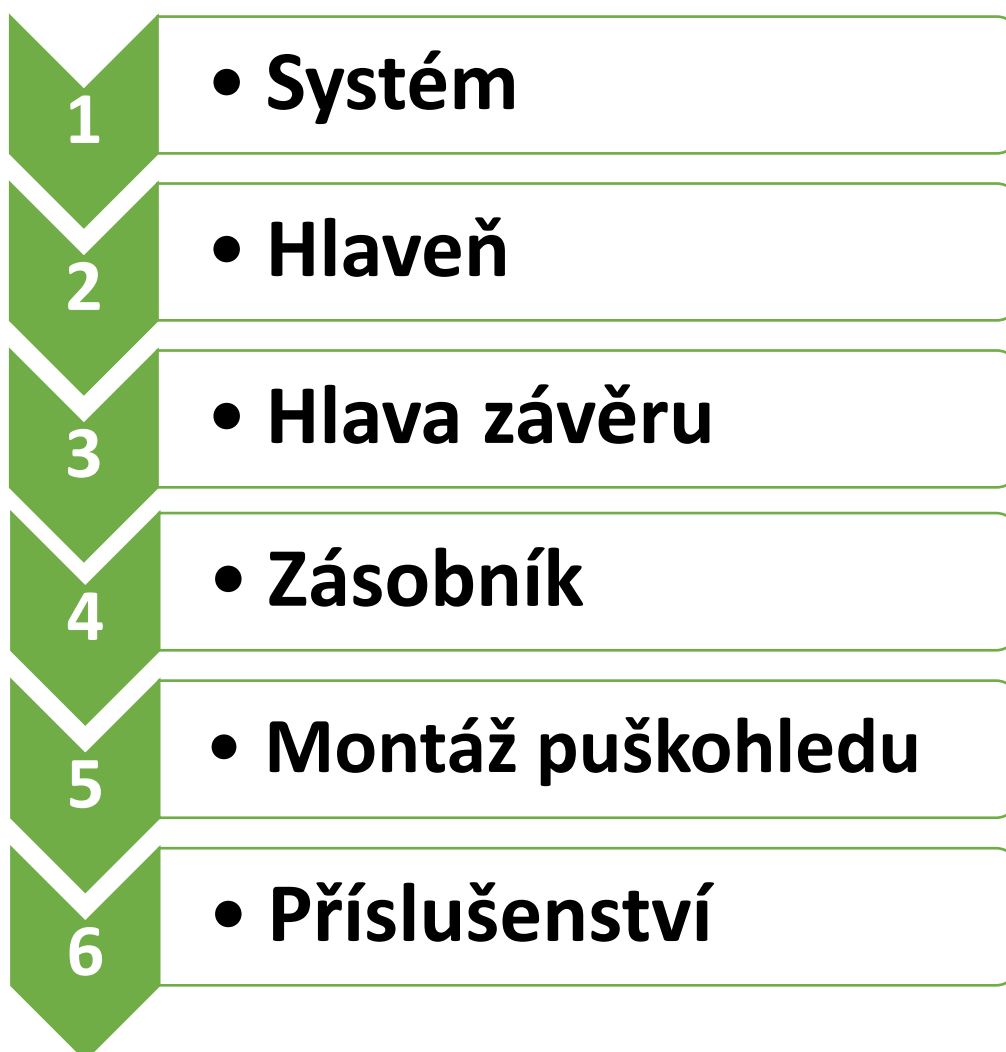 1
• Systém
2
• Hlaveň
3
• Hlava závěru
4
• Zásobník
5
• Montáž puškohledu
6
• Příslušenství